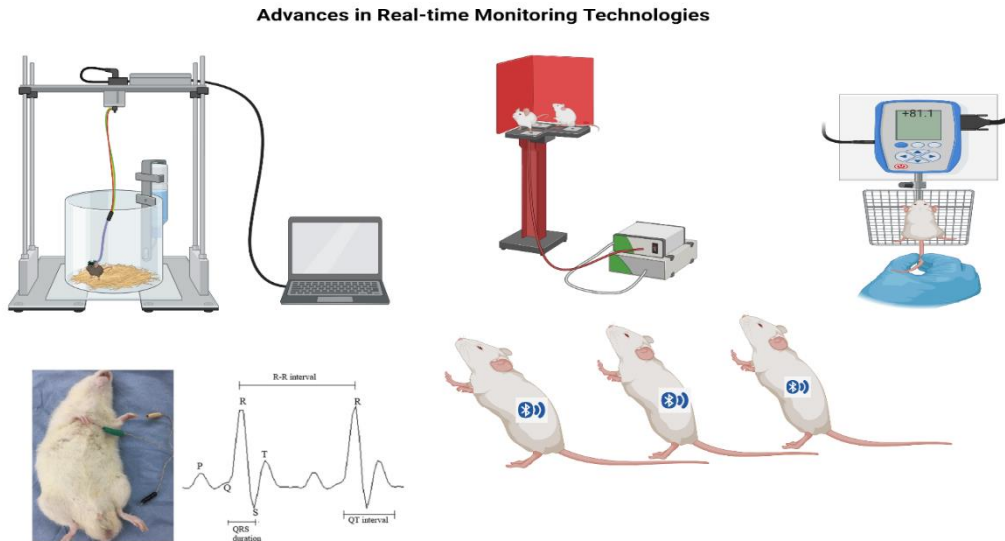 Advances in Real-time Monitoring Technologies
+81.1
R-R interval
R
R
P
T
Q
S
QRS
duration
QT interval